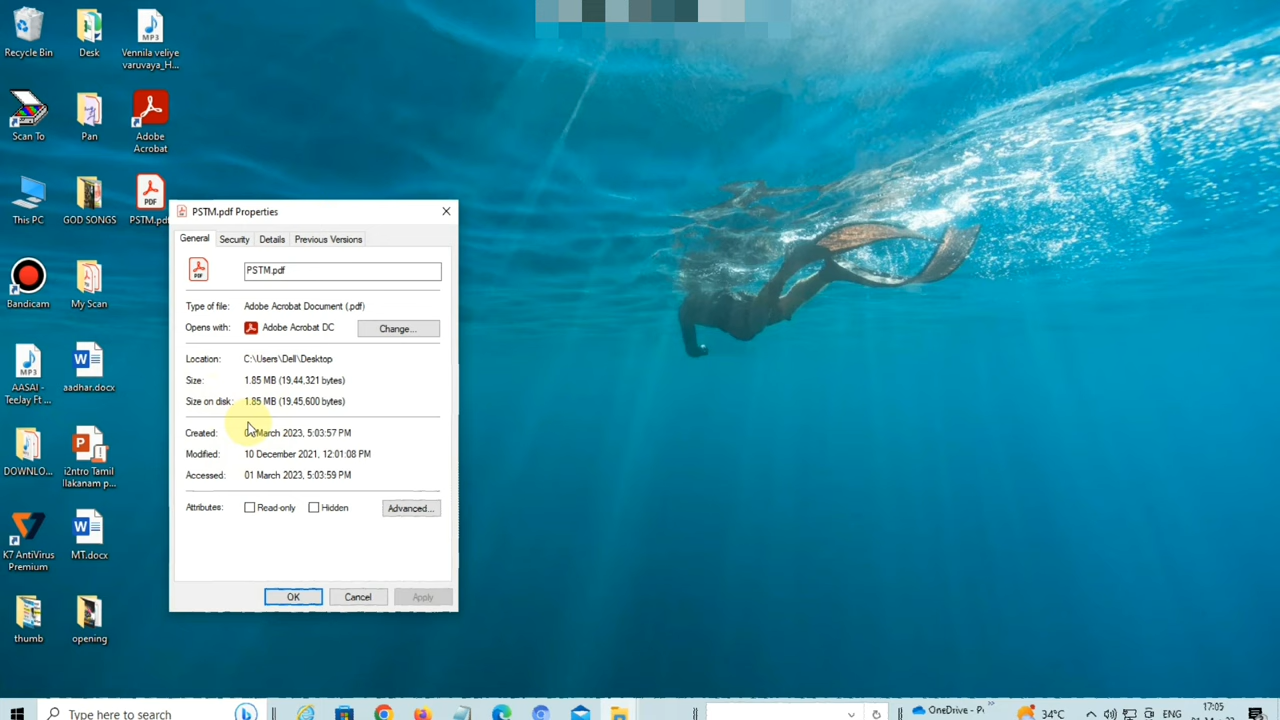 Recycle Bin
Desk
Vennila veliye
varuvaya_H...
Scan To
Pan
Adobe
Acrobat
This PC
GOD SONGS
PSTM.pdf
Bandicam
My Scan
AASAI -
TeeJay Ft ...
aadhar.docx
DOWNLO...
i2ntro Tamil
Ilakanam p...
K7 AntiVirus
Premium
MT.docx
thumb
opening
PSTM.pdf Properties
General Security Details Previous Versions
PSTM.pdf
Type of file: Adobe Acrobat Document (.pdf)
Opens with: Adobe Acrobat DC Change...
Location: C:\Users\Dell\Desktop
Size: 1.85 MB (19,44,321 bytes)
Size on disk: 1.85 MB (19,45,600 bytes)
Created: March 2023, 5:03:57 PM
Modified: 10 December 2021, 12:01:08 PM
Accessed: 01 March 2023, 5:03:59 PM
Attributes: Read-only Hidden Advanced...
OK Cancel Apply
Type here to search
OneDrive - 34°C ENG 17:05